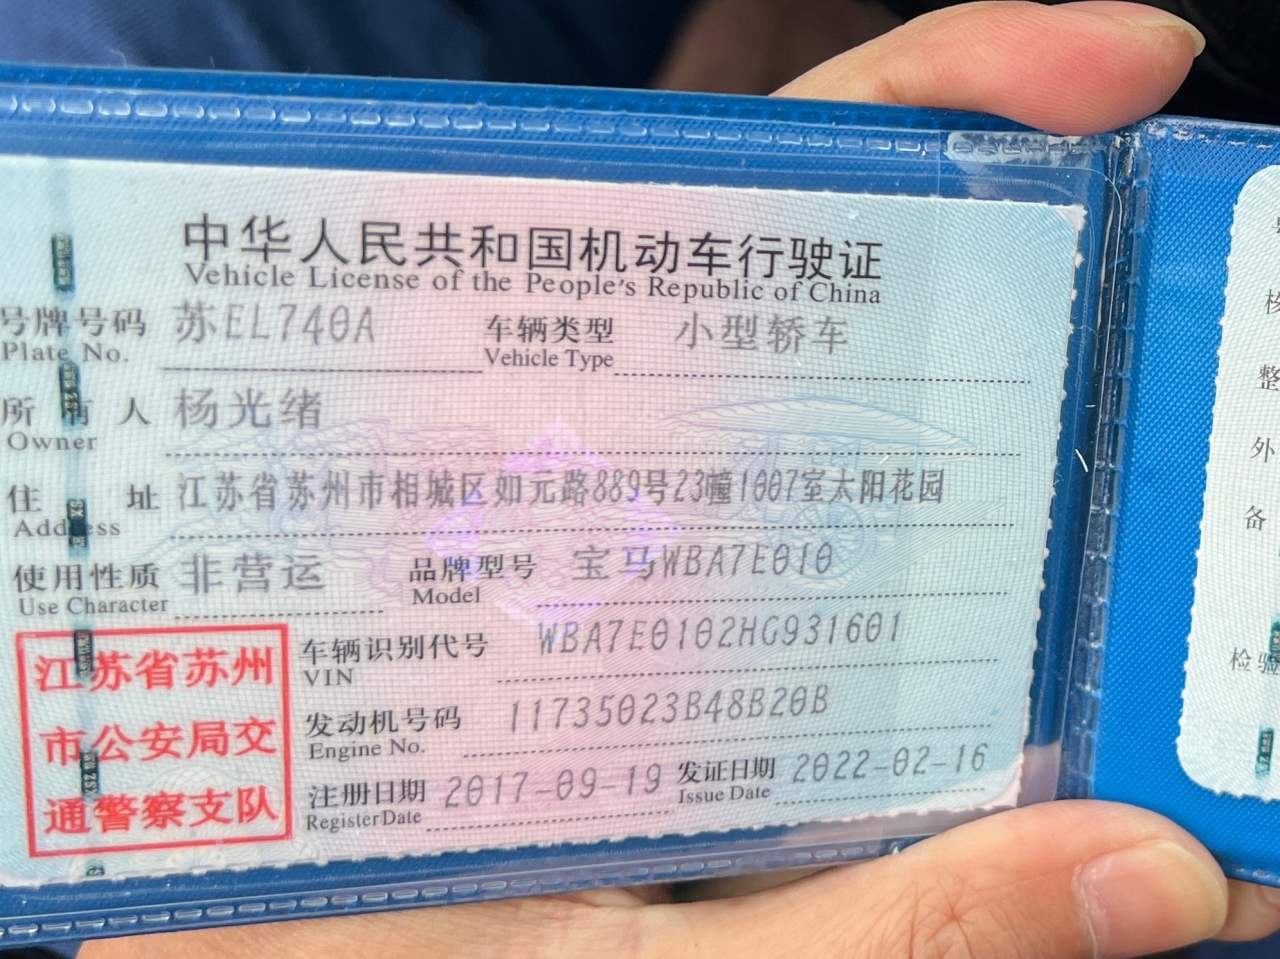 中华人民共和国机动车行驶证
Vehicle License of the People's Republic of China
号牌号码 苏EL740A 车辆类型 小型轿车
Plate No. Vehicle Type
所有人 杨光绪
Owner
住址 江苏省苏州市相城区如元路889号23幢1007室太阳花园
Address
使用性质 非营运 品牌型号 宝马WBA7E010
Use Character Model
车辆识别代号 WBA7E0102HG931601
VIN
发动机号码 11735023B48B20B
Engine No.
注册日期 2017-09-19 发证日期 2022-02-16
Register Date Issue Date
江苏省苏州
市公安局交
通警察支队
核
整
外
备
检验